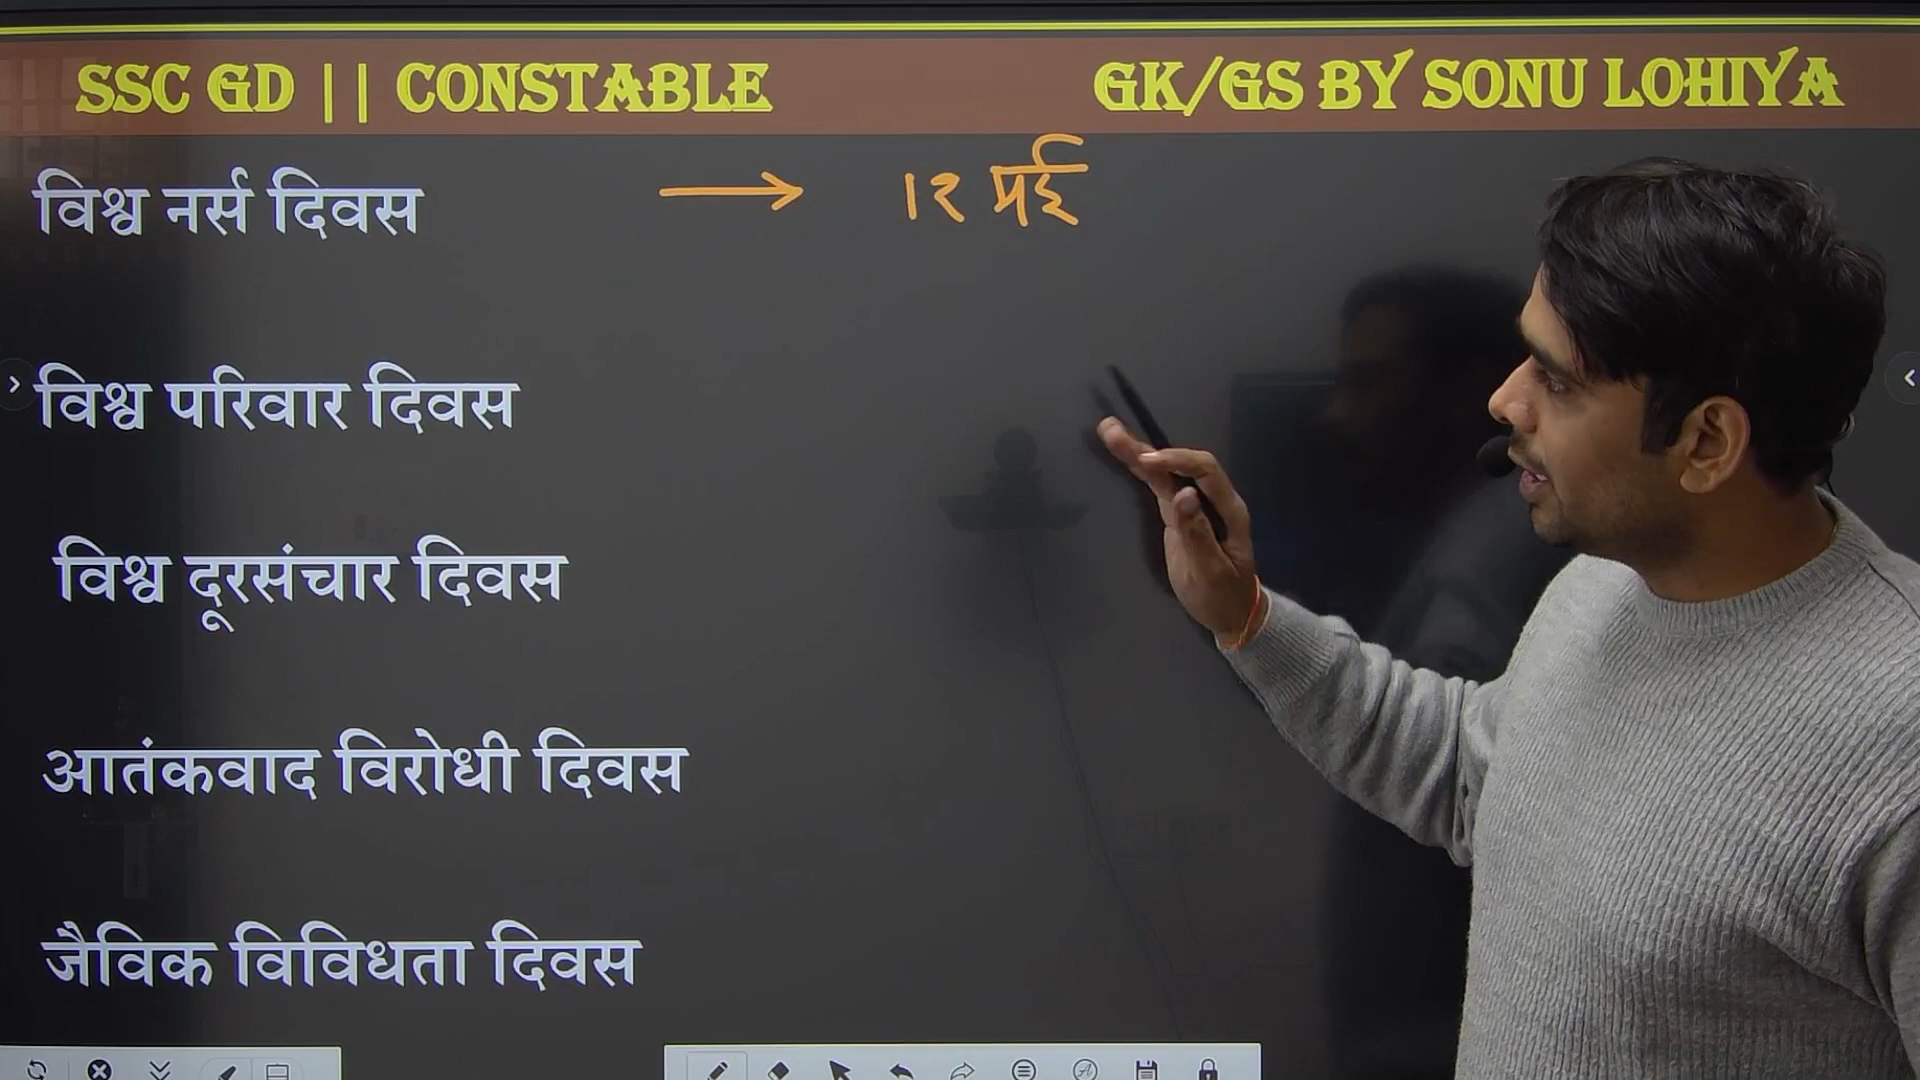 SSC GD || CONSTABLE GK/GS BY SONU LOHIYA
विश्व नर्स दिवस → १२ मई
विश्व परिवार दिवस
विश्व दूरसंचार दिवस
आतंकवाद विरोधी दिवस
जैविक विविधता दिवस